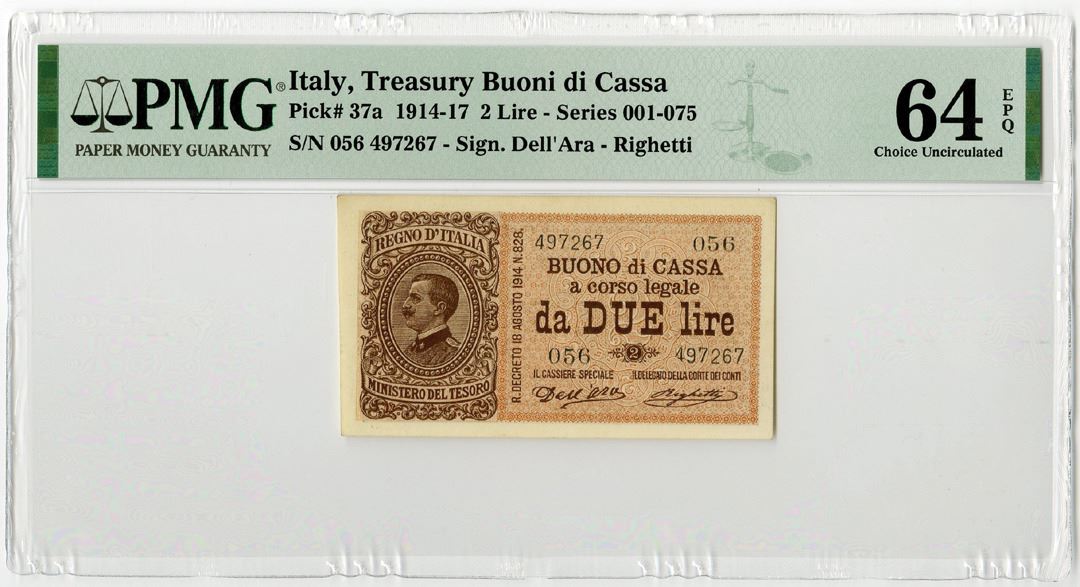 PMG®
PAPER MONEY GUARANTY
Italy, Treasury Buoni di Cassa
Pick# 37a 1914-17 2 Lire - Series 001-075
S/N 056 497267 - Sign. Dell'Ara - Righetti
64
EPQ
Choice Uncirculated
REGNO D'ITALIA
MINISTERO DEL TESORO
R. DECRETO 18 AGOSTO 1914 N. 828.
497267 056
BUONO di CASSA
a corso legale
da DUE lire
056 2 497267
IL CASSIERE SPECIALE IL DELEGATO DELLA CORTE DEI CONTI
Dell'Ara Righetti